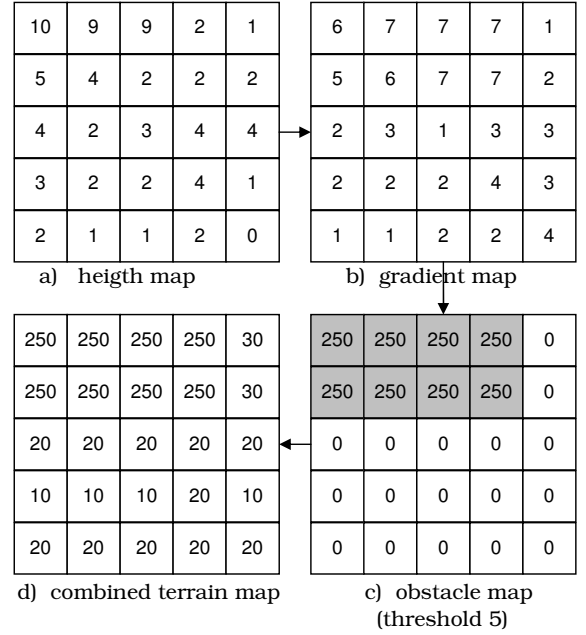 10 9 9 2 1
5 4 2 2 2
4 2 3 4 4
3 2 2 4 1
2 1 1 2 0
a) heigth map
6 7 7 7 1
5 6 7 7 2
2 3 1 3 3
2 2 2 4 3
1 1 2 2 4
b) gradient map
250 250 250 250 30
250 250 250 250 30
20 20 20 20 20
10 10 10 20 10
20 20 20 20 20
d) combined terrain map
250 250 250 250 0
250 250 250 250 0
0 0 0 0 0
0 0 0 0 0
0 0 0 0 0
c) obstacle map
(threshold 5)